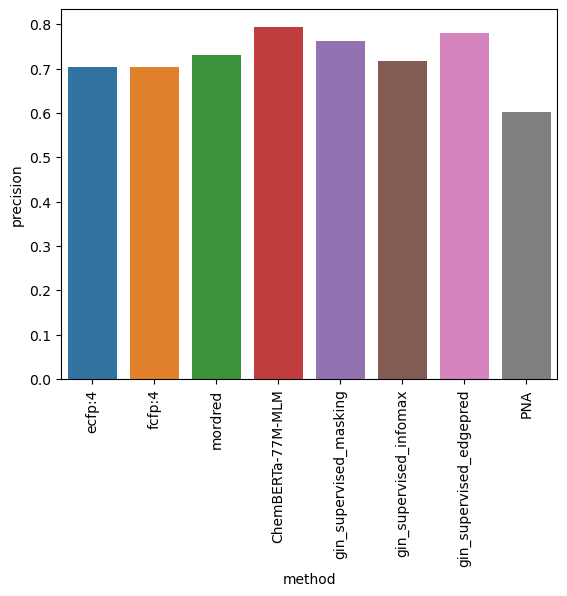 precision
0.8
0.7
0.6
0.5
0.4
0.3
0.2
0.1
0.0
ecfp:4
fcfp:4
mordred
ChemBERTa-77M-MLM
gin_supervised_masking
gin_supervised_infomax
gin_supervised_edgepred
PNA
method